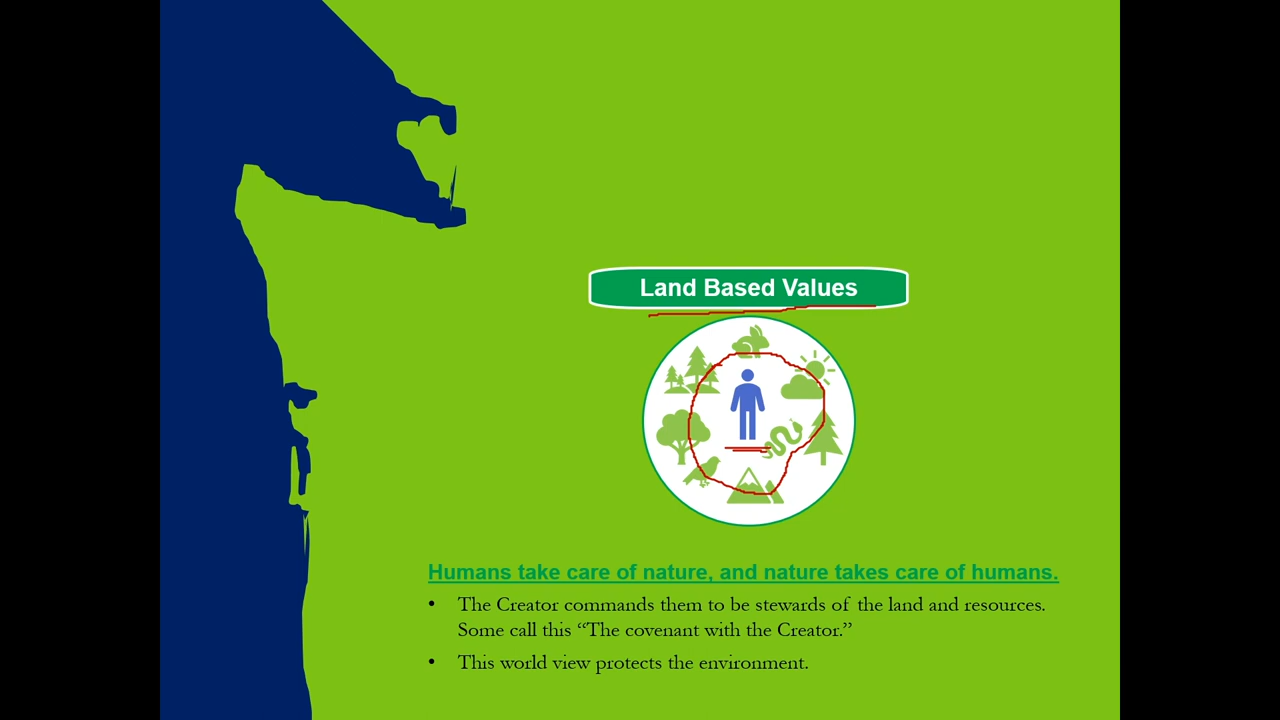 Land Based Values
Humans take care of nature, and nature takes care of humans.
• The Creator commands them to be stewards of the land and resources.
Some call this “The covenant with the Creator.”
• This world view protects the environment.